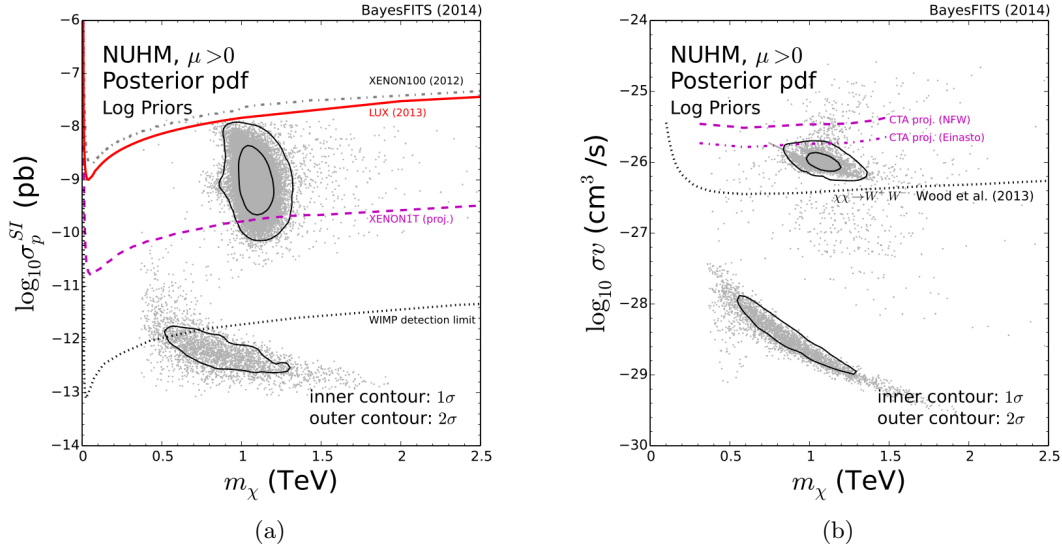 BayesFITS (2014)
NUHM, μ > 0
Posterior pdf
Log Priors
XENON100 (2012)
LUX (2013)
XENON1T (proj.)
WIMP detection limit
inner contour: 1σ
outer contour: 2σ
−6
−7
−8
−9
−10
−11
−12
−13
−14
log₁₀σₚ^SI (pb)
0 0.5 1 1.5 2 2.5
m_χ (TeV)
(a)
BayesFITS (2014)
NUHM, μ > 0
Posterior pdf
Log Priors
CTA proj. (NFW)
CTA proj. (Einasto)
χχ→W⁺W⁻ Wood et al. (2013)
inner contour: 1σ
outer contour: 2σ
−24
−25
−26
−27
−28
−29
−30
log₁₀ σv (cm³/s)
0 0.5 1 1.5 2 2.5
m_χ (TeV)
(b)